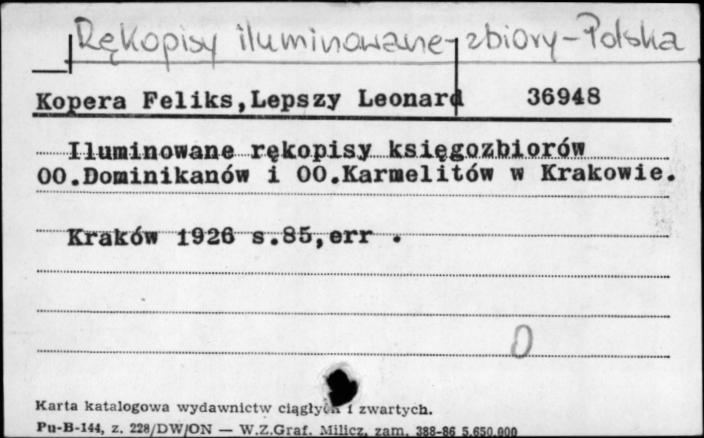 Rękopisy iluminowane - zbiory - Polska
Kopera Feliks,Lepszy Leonard 36948
Iluminowane rękopisy księgozbiorów
OO.Dominikanów i OO.Karmelitów w Krakowie.
Kraków 1926 s.85,err .
0
Karta katalogowa wydawnictw ciągłych i zwartych.
Pu-B-144, z. 228/DW/ON — W.Z.Graf. Milicz, zam. 388-86 5.650.000